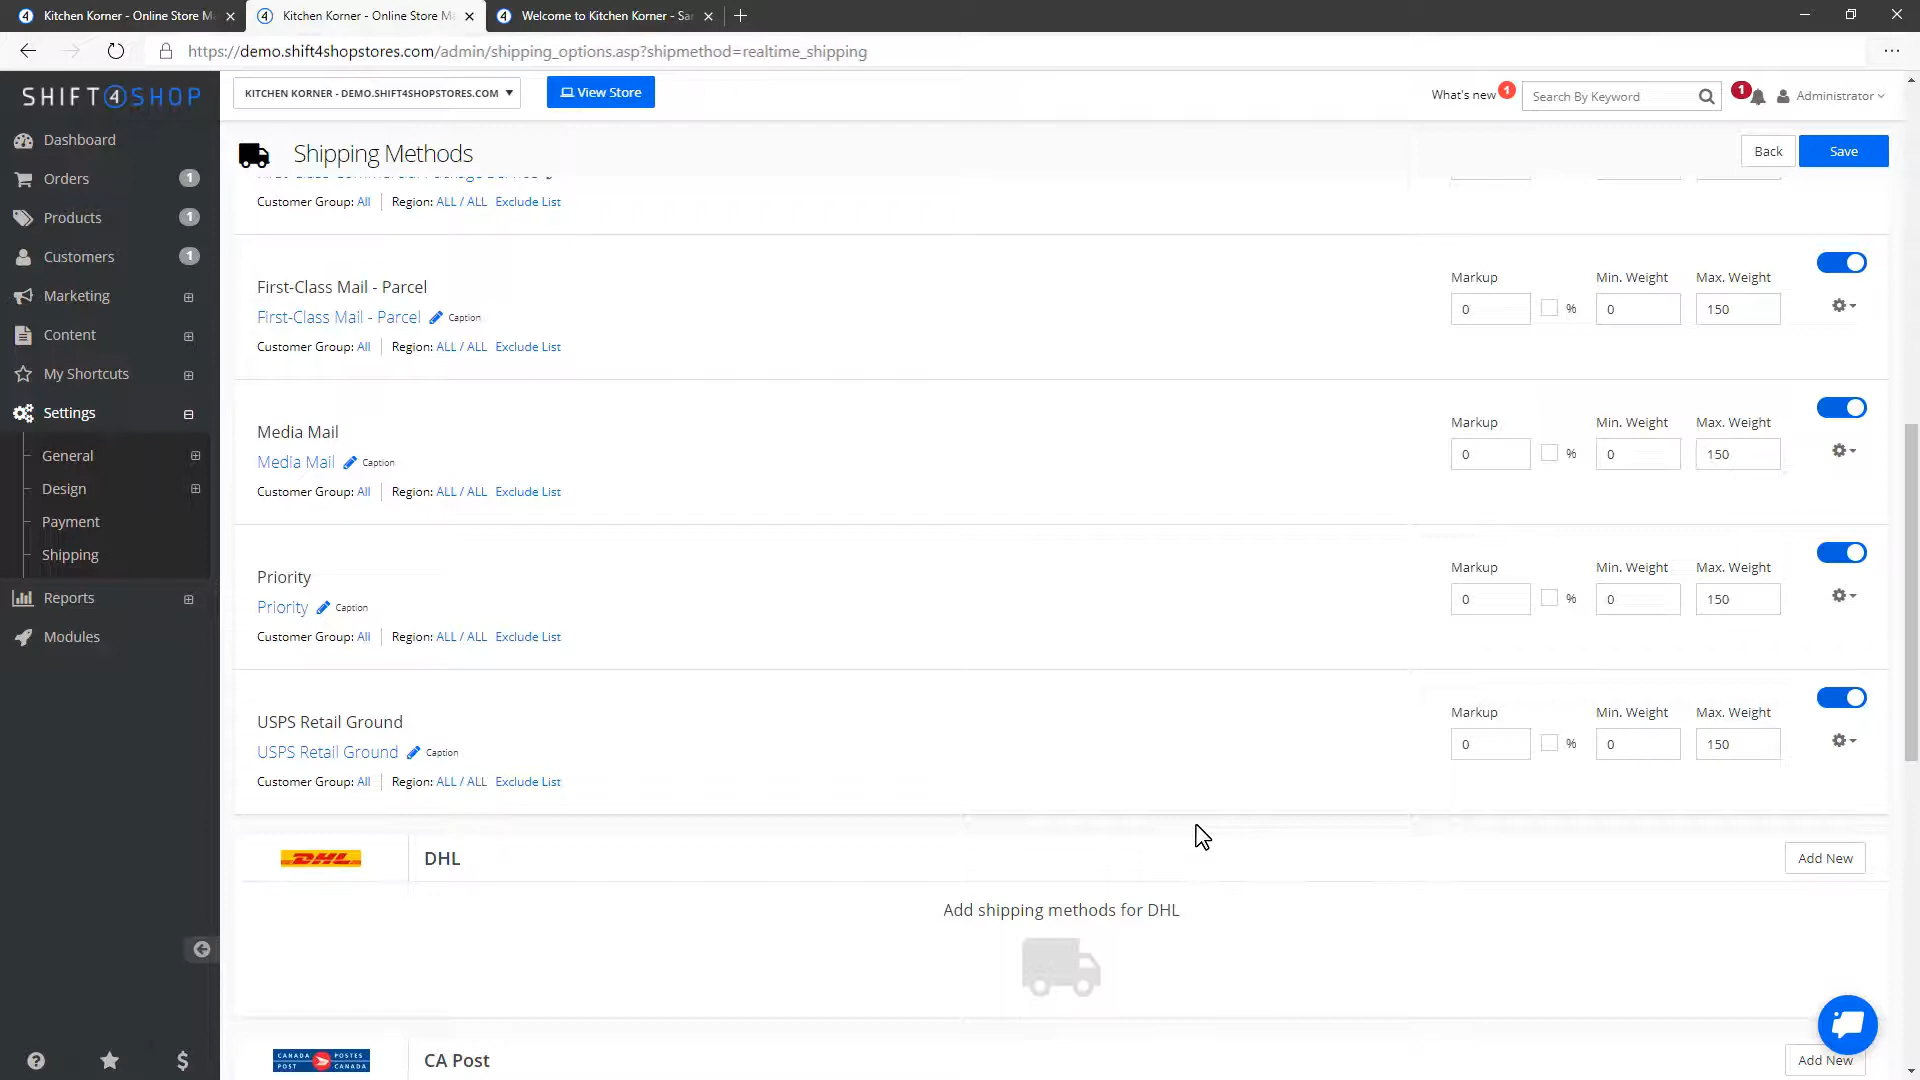 Kitchen Korner - Online Store Ma
Kitchen Korner - Online Store Ma
Welcome to Kitchen Korner - Sar
https://demo.shift4shopstores.com/admin/shipping_options.asp?shipmethod=realtime_shipping
SHIFT4SHOP
KITCHEN KORNER - DEMO.SHIFT4SHOPSTORES.COM
View Store
What's new 1
Search By Keyword
1
Administrator
Shipping Methods
Back
Save
Dashboard
Orders 1
Products 1
Customers 1
Marketing
Content
My Shortcuts
Settings
General
Design
Payment
Shipping
Reports
Modules
First-Class Commercial Package Service
Customer Group: All Region: ALL / ALL Exclude List
First-Class Mail - Parcel
First-Class Mail - Parcel Caption
Customer Group: All Region: ALL / ALL Exclude List
Markup Min. Weight Max. Weight
0 % 0 150
Media Mail
Media Mail Caption
Customer Group: All Region: ALL / ALL Exclude List
Markup Min. Weight Max. Weight
0 % 0 150
Priority
Priority Caption
Customer Group: All Region: ALL / ALL Exclude List
Markup Min. Weight Max. Weight
0 % 0 150
USPS Retail Ground
USPS Retail Ground Caption
Customer Group: All Region: ALL / ALL Exclude List
Markup Min. Weight Max. Weight
0 % 0 150
DHL DHL Add New
Add shipping methods for DHL
CANADA POSTES
POST CANADA
CA Post
Add New